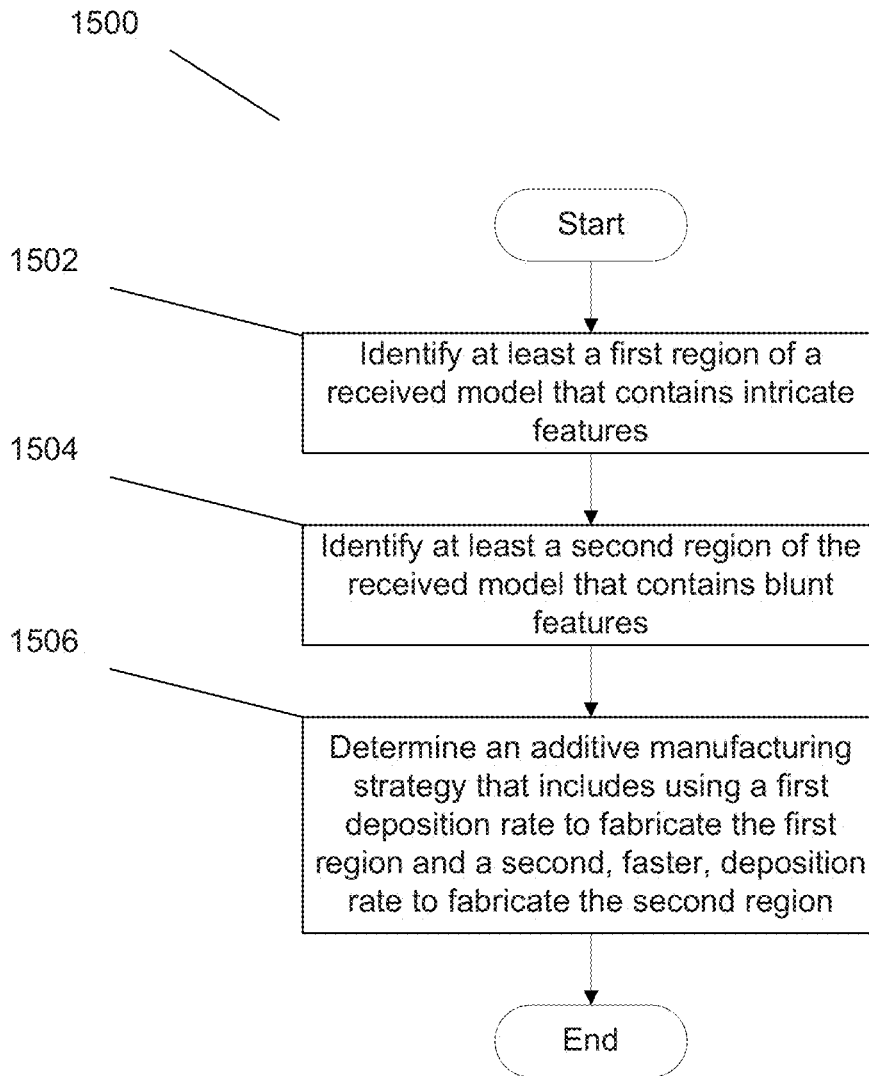 1500
Start
1502
Identify at least a first region of a
received model that contains intricate
features
1504
Identify at least a second region of the
received model that contains blunt
features
1506
Determine an additive manufacturing
strategy that includes using a first
deposition rate to fabricate the first
region and a second, faster, deposition
rate to fabricate the second region
End